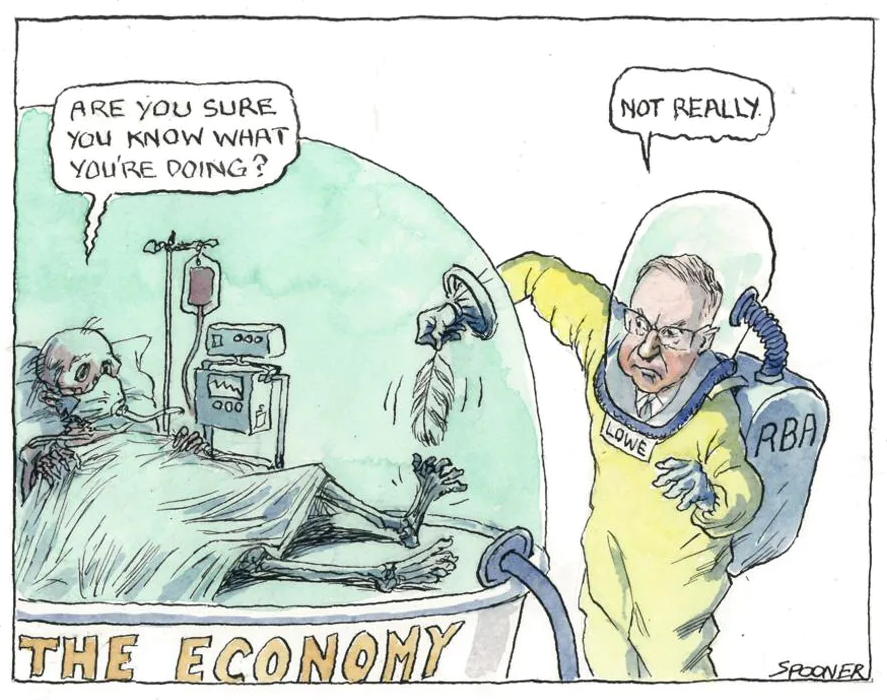 ARE YOU SURE
YOU KNOW WHAT
YOU'RE DOING?
NOT REALLY.
LOWE
RBA
THE ECONOMY
SPOONER